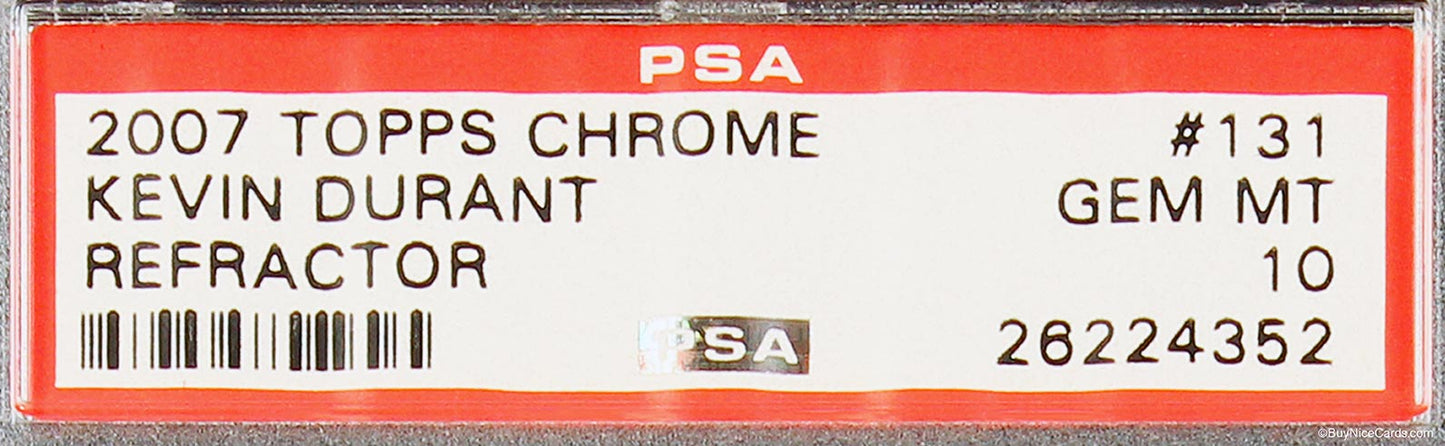 PSA
2007 TOPPS CHROME #131
KEVIN DURANT GEM MT
REFRACTOR 10
PSA 26224352
©BuyNiceCards.com